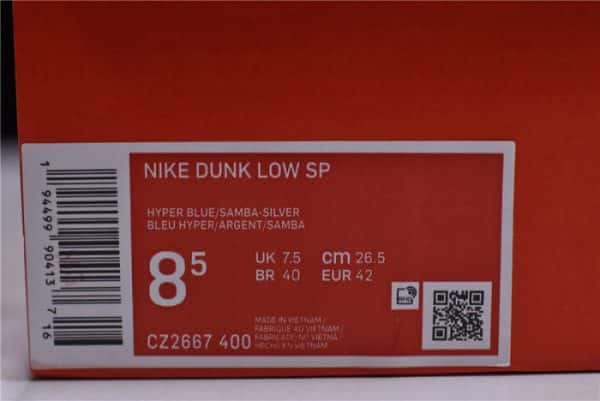 NIKE DUNK LOW SP
HYPER BLUE/SAMBA-SILVER
BLEU HYPER/ARGENT/SAMBA
8⁵
UK 7.5 cm 26.5
BR 40 EUR 42
MADE IN VIETNAM /
FABRIQUÉ AU VIETNAM /
FABRICADO NO VIETNÃ
HECHO EN VIETNAM
CZ2667 400
1 94499 90413 7 16